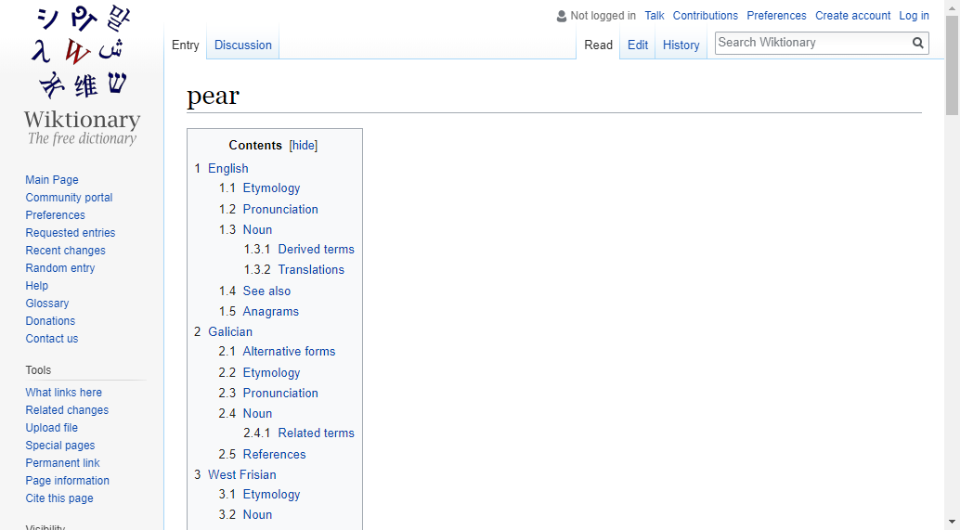 Not logged in Talk Contributions Preferences Create account Log in
Entry Discussion Read Edit History Search Wiktionary
シ 말
λ W ش
维 ש
Wiktionary
The free dictionary
Main Page
Community portal
Preferences
Requested entries
Recent changes
Random entry
Help
Glossary
Donations
Contact us
Tools
What links here
Related changes
Upload file
Special pages
Permanent link
Page information
Cite this page
Visibility
pear
Contents [hide]
1 English
1.1 Etymology
1.2 Pronunciation
1.3 Noun
1.3.1 Derived terms
1.3.2 Translations
1.4 See also
1.5 Anagrams
2 Galician
2.1 Alternative forms
2.2 Etymology
2.3 Pronunciation
2.4 Noun
2.4.1 Related terms
2.5 References
3 West Frisian
3.1 Etymology
3.2 Noun